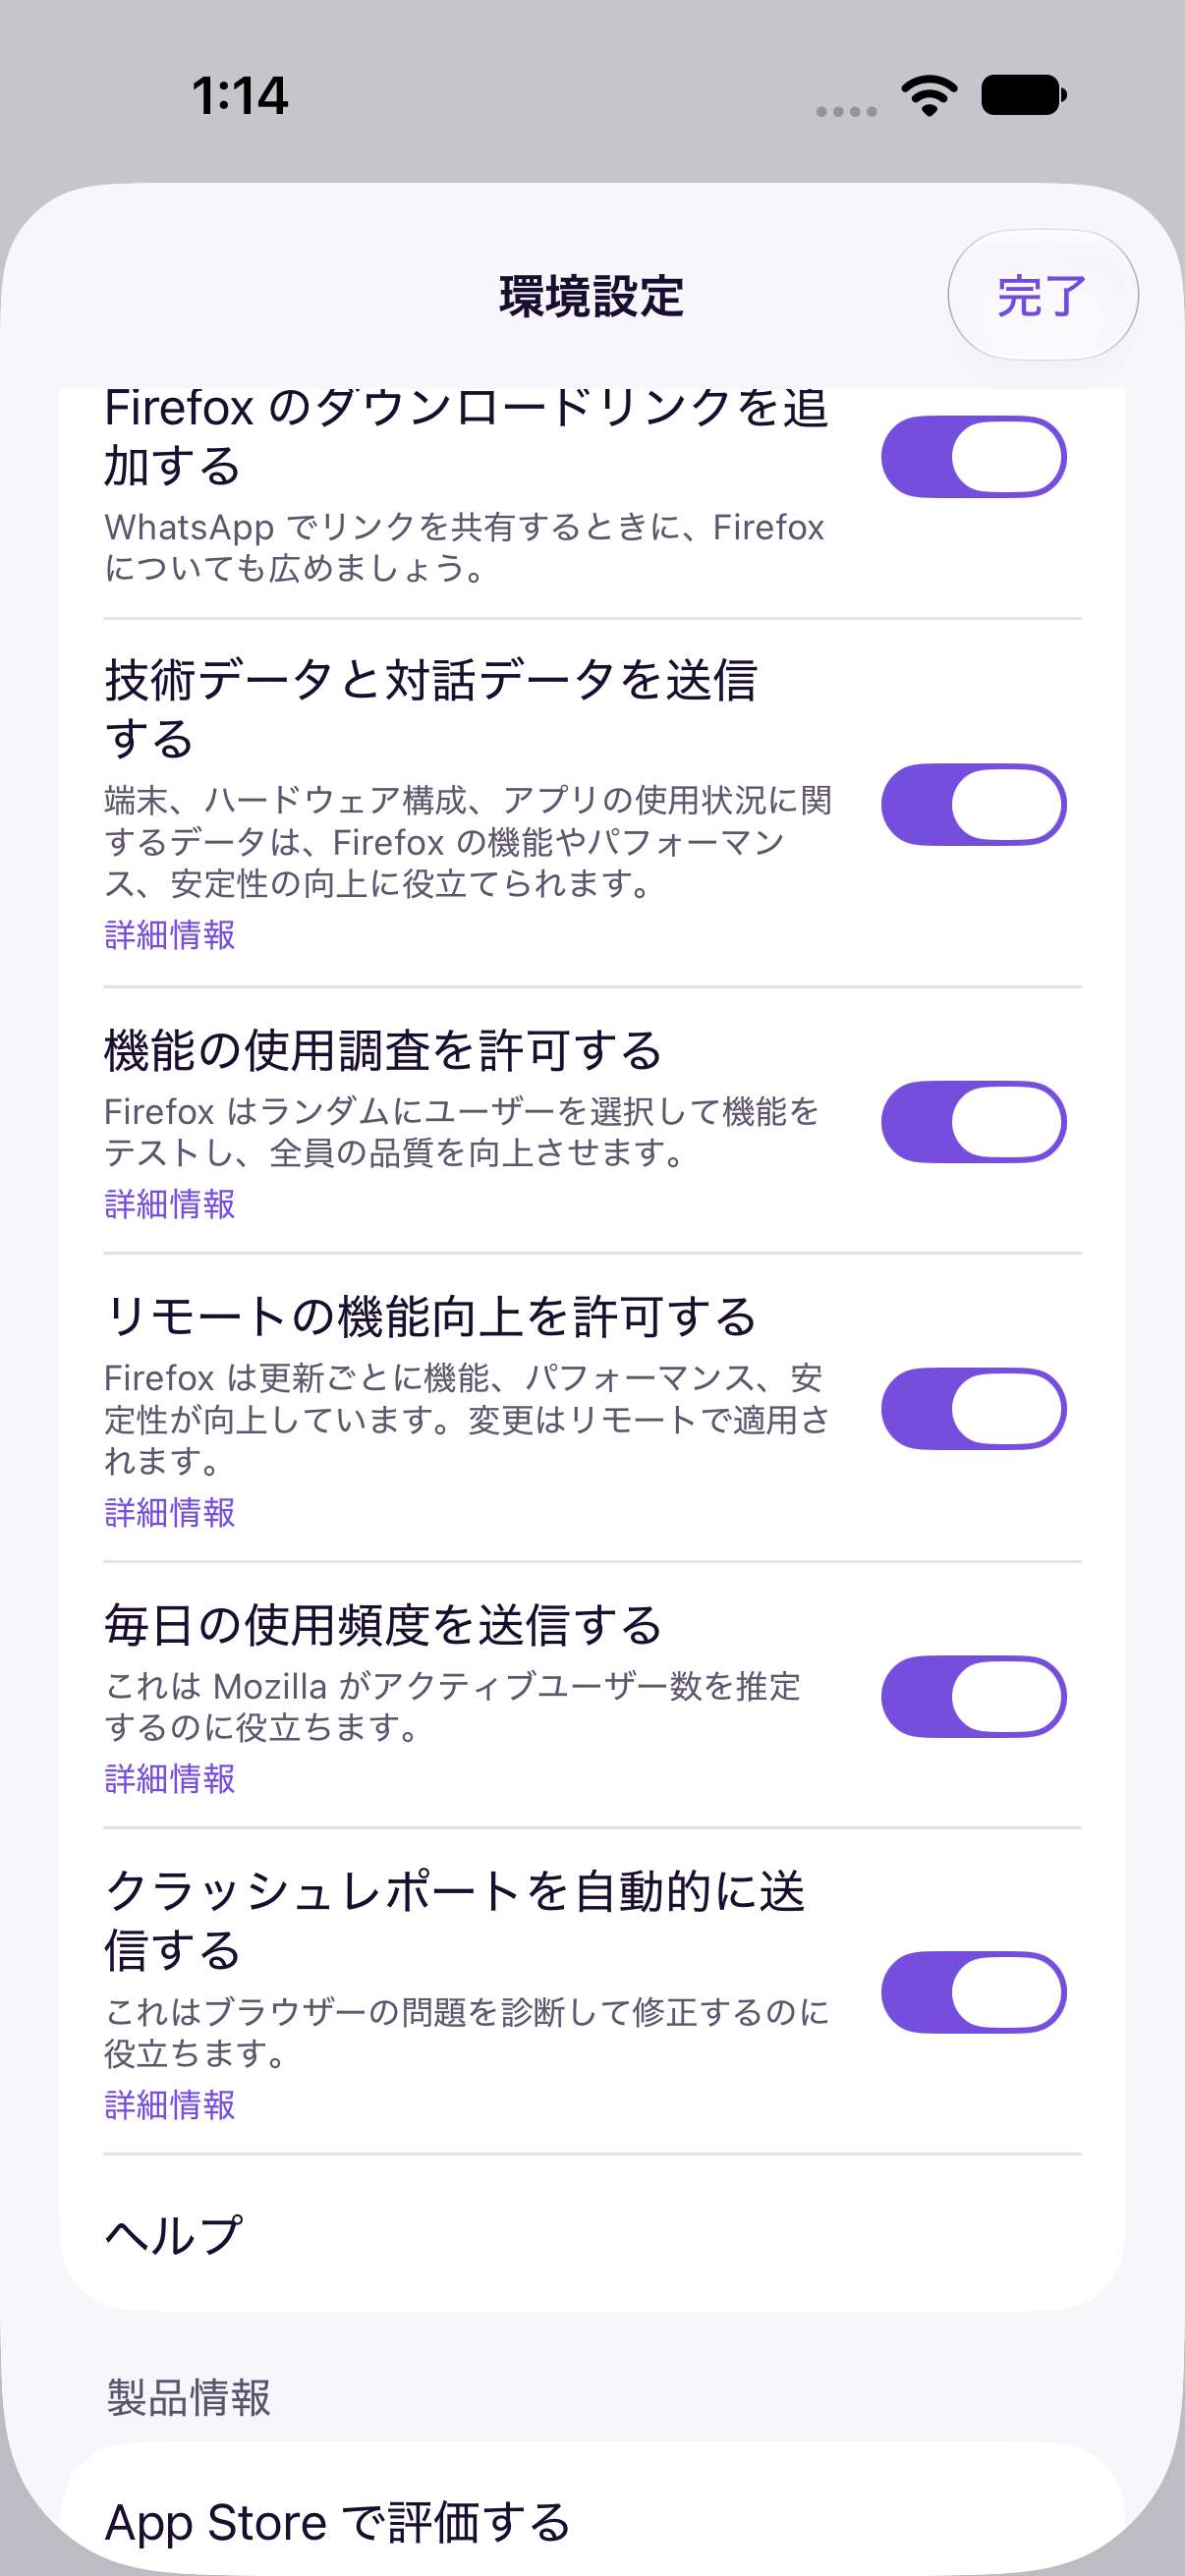 1:14
環境設定
完了
Firefox のダウンロードリンクを追
加する
WhatsApp でリンクを共有するときに、Firefox
についても広めましょう。
技術データと対話データを送信
する
端末、ハードウェア構成、アプリの使用状況に関
するデータは、Firefox の機能やパフォーマン
ス、安定性の向上に役立てられます。
詳細情報
機能の使用調査を許可する
Firefox はランダムにユーザーを選択して機能を
テストし、全員の品質を向上させます。
詳細情報
リモートの機能向上を許可する
Firefox は更新ごとに機能、パフォーマンス、安
定性が向上しています。変更はリモートで適用さ
れます。
詳細情報
毎日の使用頻度を送信する
これは Mozilla がアクティブユーザー数を推定
するのに役立ちます。
詳細情報
クラッシュレポートを自動的に送
信する
これはブラウザーの問題を診断して修正するのに
役立ちます。
詳細情報
ヘルプ
製品情報
App Store で評価する